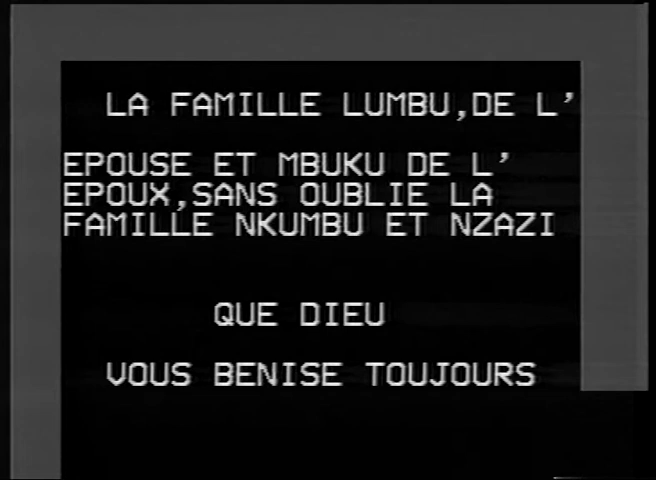 LA FAMILLE LUMBU,DE L'
EPOUSE ET MBUKU DE L'
EPOUX,SANS OUBLIE LA
FAMILLE NKUMBU ET NZAZI
QUE DIEU
VOUS BENISE TOUJOURS